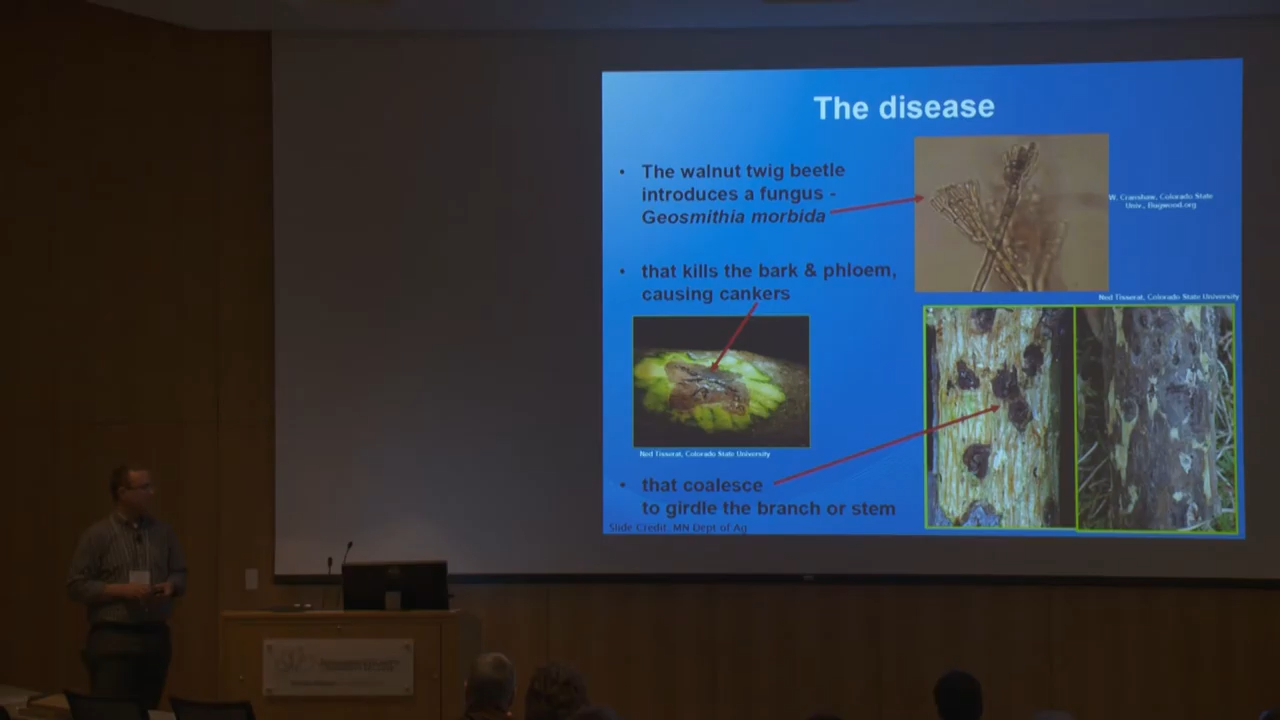 The disease
• The walnut twig beetle
introduces a fungus -
Geosmithia morbida
W. Cranshaw, Colorado State
Univ., Bugwood.org
• that kills the bark & phloem,
causing cankers
Ned Tisserat, Colorado State University
Ned Tisserat, Colorado State University
• that coalesce
to girdle the branch or stem
Slide Credit: MN Dept of Ag